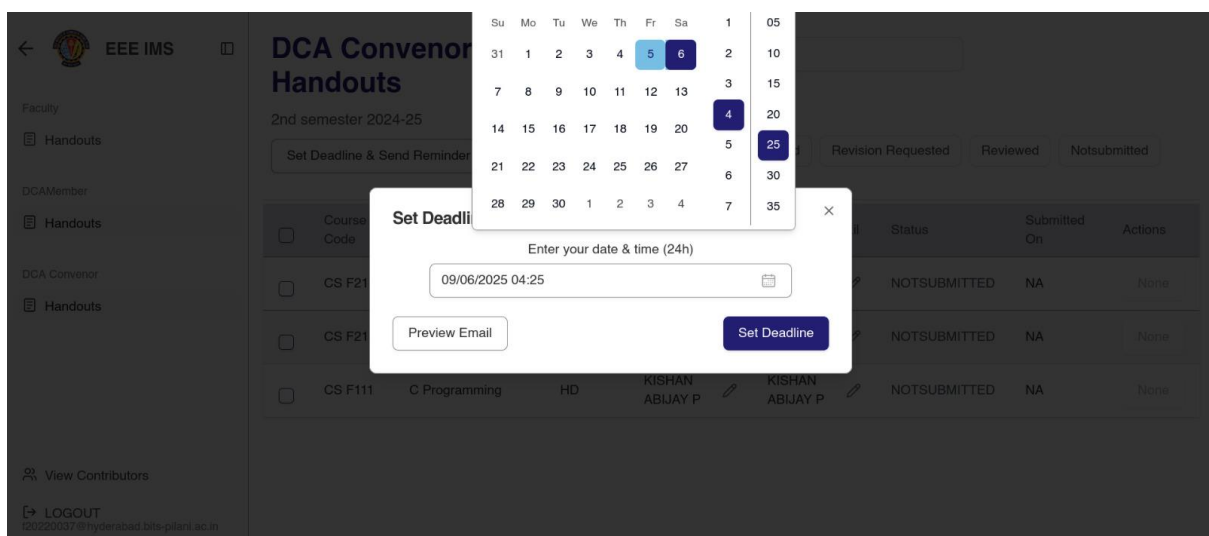 EEE IMS
Faculty
Handouts
DCAMember
Handouts
DCA Convenor
Handouts
View Contributors
LOGOUT
f20220037@hyderabad.bits-pilani.ac.in
DCA Convenor
Handouts
2nd semester 2024-25
Set Deadline & Send Reminder
Revision Requested Reviewed Notsubmitted
Su Mo Tu We Th Fr Sa
31 1 2 3 4 5 6
7 8 9 10 11 12 13
14 15 16 17 18 19 20
21 22 23 24 25 26 27
28 29 30 1 2 3 4
1 05
2 10
3 15
4 20
5 25
6 30
7 35
Set Deadli
Enter your date & time (24h)
09/06/2025 04:25
Preview Email Set Deadline
Course Code Status Submitted On Actions
CS F21 NOTSUBMITTED NA None
CS F21 NOTSUBMITTED NA None
CS F111 C Programming HD KISHAN ABIJAY P KISHAN ABIJAY P NOTSUBMITTED NA None